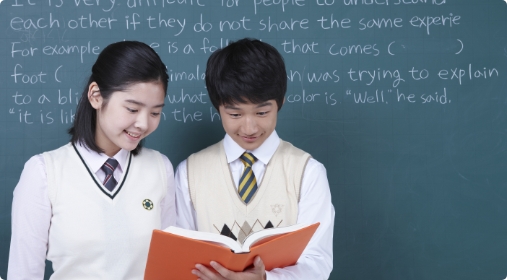 It is very difficult for people to understand
each other if they do not share the same experie
For example is a that comes ( )
foot ( an was trying to explain
to a bli what color is "Well," he said.
"it is the